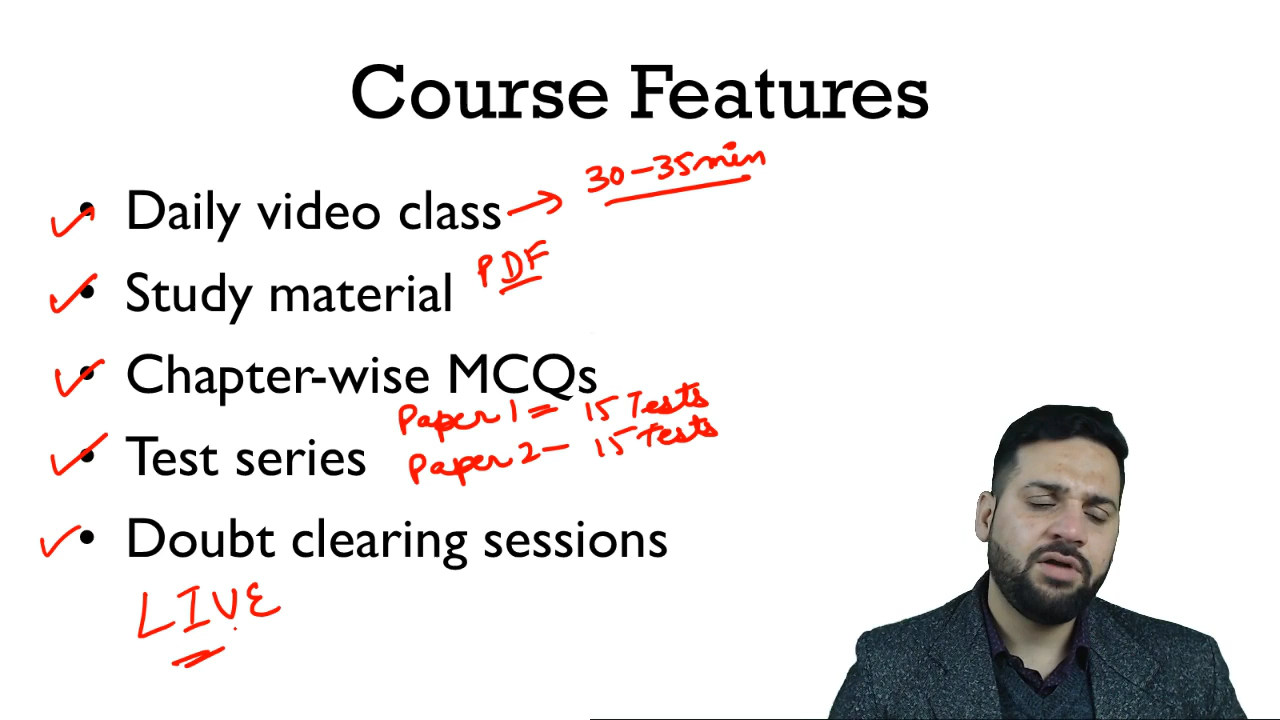 Course Features
• Daily video class → 30-35min
• Study material PDF
• Chapter-wise MCQs
Paper 1 = 15 Tests
• Test series Paper 2 - 15 Tests
• Doubt clearing sessions
LIVE